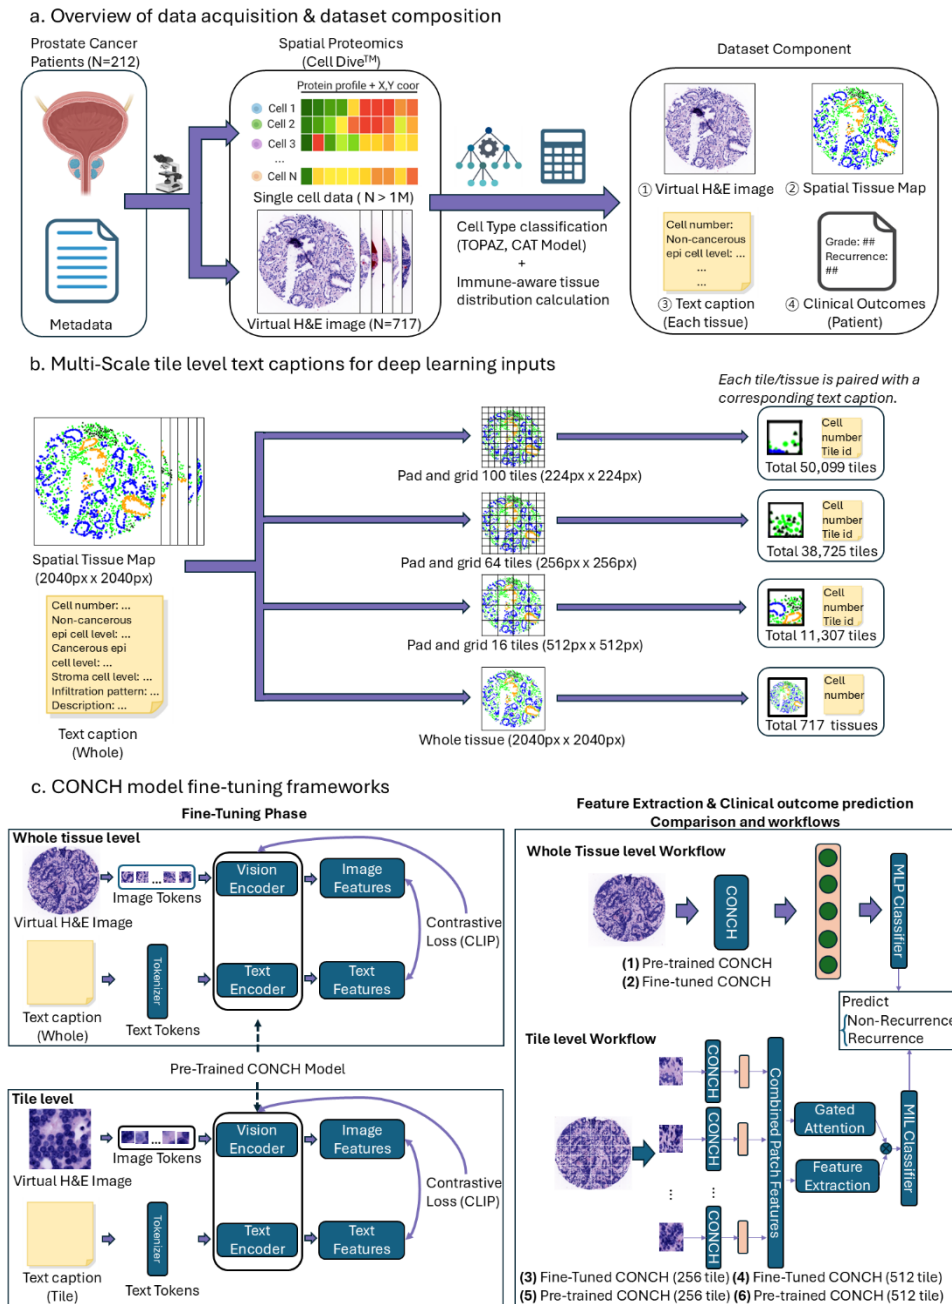 a. Overview of data acquisition & dataset composition
Prostate Cancer
Patients (N=212)
Metadata
Spatial Proteomics
(Cell Dive™)
Protein profile + X,Y coor
Cell 1
Cell 2
Cell 3
...
Cell N
Single cell data ( N > 1M)
Virtual H&E image (N=717)
Cell Type classification
(TOPAZ, CAT Model)
+
Immune-aware tissue
distribution calculation
Dataset Component
① Virtual H&E image
② Spatial Tissue Map
Cell number:
Non-cancerous
epi cell level: ...
...
...
③ Text caption
(Each tissue)
Grade: ##
Recurrence:
##
④ Clinical Outcomes
(Patient)
b. Multi-Scale tile level text captions for deep learning inputs
Each tile/tissue is paired with a
corresponding text caption.
Spatial Tissue Map
(2040px x 2040px)
Cell number: ...
Non-cancerous
epi cell level: ...
Cancerous epi
cell level: ...
Stroma cell level: ...
Infiltration pattern: ...
Description: ...
Text caption
(Whole)
Pad and grid 100 tiles (224px x 224px)
Cell
number
Tile id
Total 50,099 tiles
Pad and grid 64 tiles (256px x 256px)
Cell
number
Tile id
Total 38,725 tiles
Pad and grid 16 tiles (512px x 512px)
Cell
number
Tile id
Total 11,307 tiles
Whole tissue (2040px x 2040px)
Cell
number
Total 717 tissues
c. CONCH model fine-tuning frameworks
Fine-Tuning Phase
Whole tissue level
Virtual H&E Image
...
Image Tokens
Vision
Encoder
Image
Features
Contrastive
Loss (CLIP)
Text caption
(Whole)
Tokenizer
Text Tokens
Text
Encoder
Text
Features
Pre-Trained CONCH Model
Tile level
Virtual H&E Image
...
Image Tokens
Vision
Encoder
Image
Features
Contrastive
Loss (CLIP)
Text caption
(Tile)
Tokenizer
Text Tokens
Text
Encoder
Text
Features
Feature Extraction & Clinical outcome prediction
Comparison and workflows
Whole Tissue level Workflow
CONCH
(1) Pre-trained CONCH
(2) Fine-tuned CONCH
MLP Classifier
Predict
Non-Recurrence
Recurrence
Tile level Workflow
CONCH
CONCH
...
...
CONCH
Combined Patch Features
Gated
Attention
Feature
Extraction
MIL Classifier
(3) Fine-Tuned CONCH (256 tile) (4) Fine-Tuned CONCH (512 tile)
(5) Pre-trained CONCH (256 tile) (6) Pre-trained CONCH (512 tile)